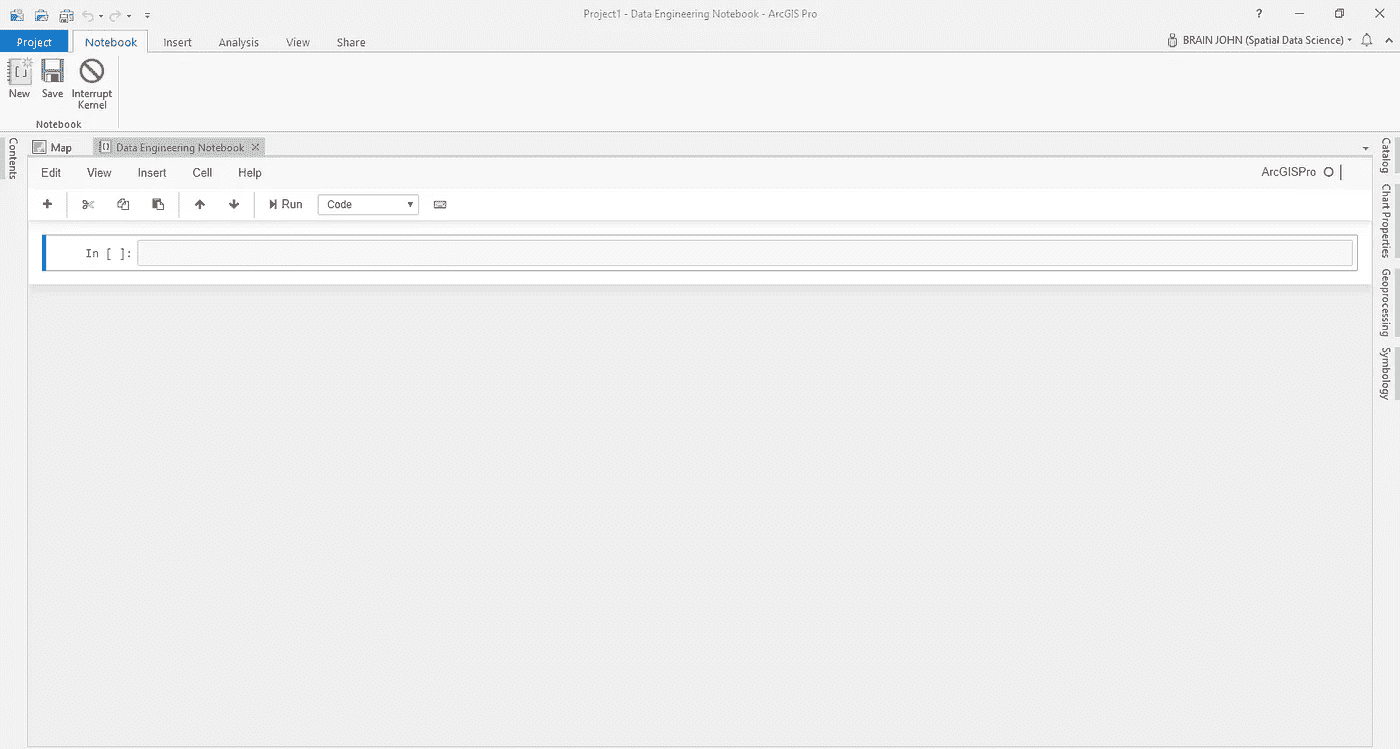 Project1 - Data Engineering Notebook - ArcGIS Pro
?
Project Notebook Insert Analysis View Share
BRAIN JOHN (Spatial Data Science)
New Save Interrupt Kernel
Notebook
Contents
Map Data Engineering Notebook
Edit View Insert Cell Help
ArcGISPro
Run Code
In [ ]:
Catalog
Chart Properties
Geoprocessing
Symbology